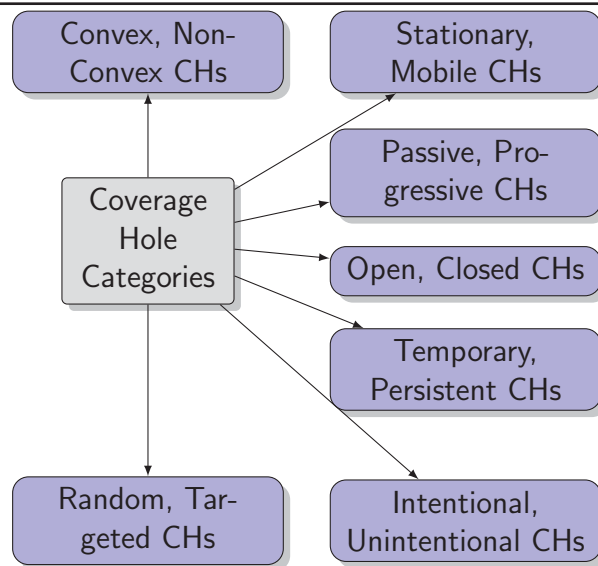 Convex, Non-
Convex CHs
Stationary,
Mobile CHs
Passive, Pro-
gressive CHs
Coverage
Hole
Categories
Open, Closed CHs
Temporary,
Persistent CHs
Random, Tar-
geted CHs
Intentional,
Unintentional CHs